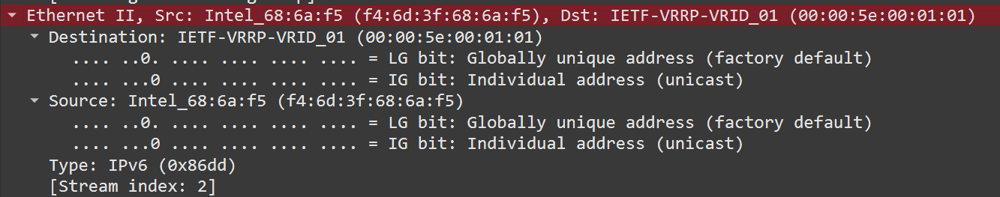 Ethernet II, Src: Intel_68:6a:f5 (f4:6d:3f:68:6a:f5), Dst: IETF-VRRP-VRID_01 (00:00:5e:00:01:01)
Destination: IETF-VRRP-VRID_01 (00:00:5e:00:01:01)
.... ..0. .... .... .... .... = LG bit: Globally unique address (factory default)
.... ...0 .... .... .... .... = IG bit: Individual address (unicast)
Source: Intel_68:6a:f5 (f4:6d:3f:68:6a:f5)
.... ..0. .... .... .... .... = LG bit: Globally unique address (factory default)
.... ...0 .... .... .... .... = IG bit: Individual address (unicast)
Type: IPv6 (0x86dd)
[Stream index: 2]